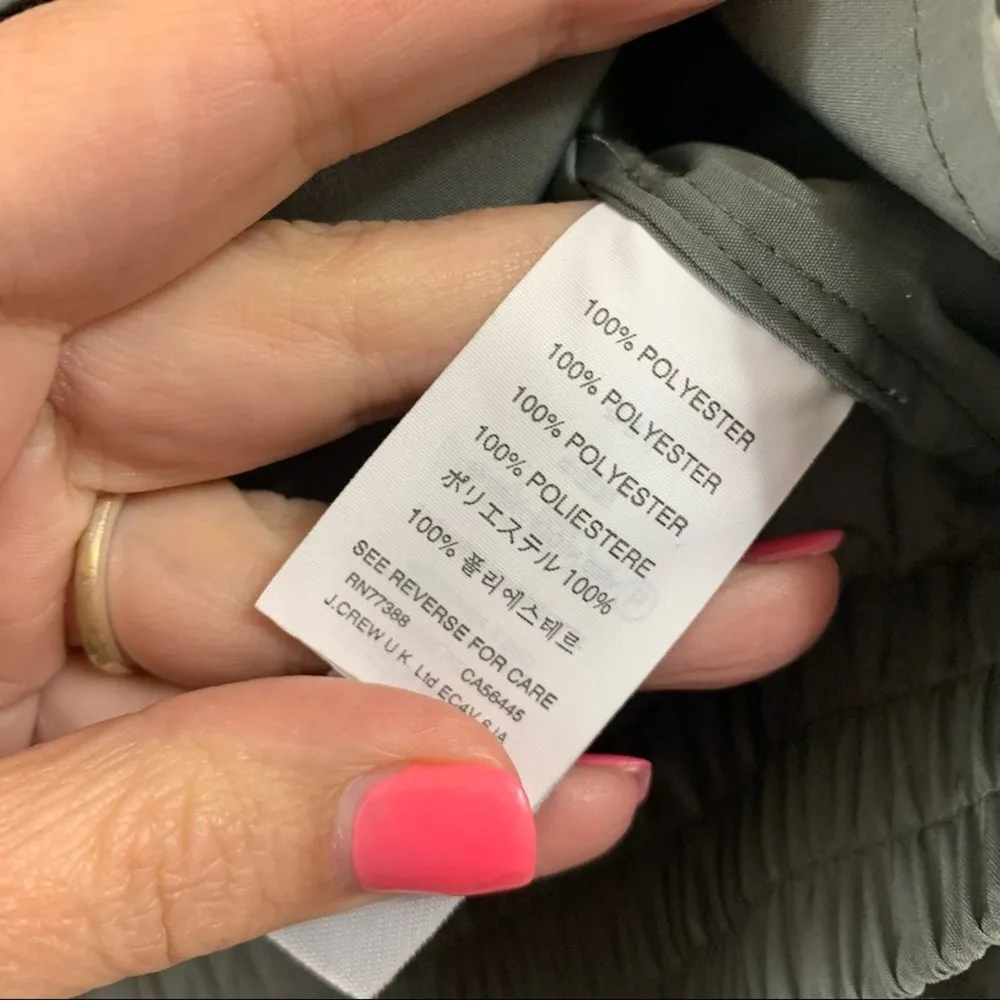 100% POLYESTER
100% POLYESTER
100% POLYESTER
100% POLIESTERE
ポリエステル 100%
100% 폴리에스테르
SEE REVERSE FOR CARE
RN77388 CA56445
J.CREW U.K. Ltd EC4V